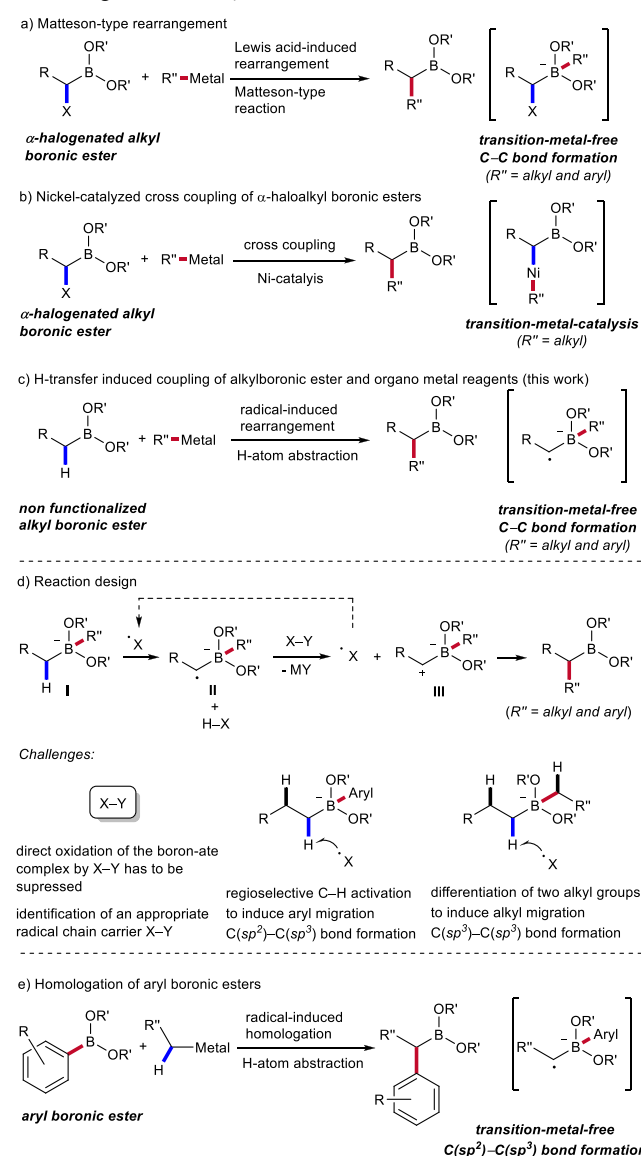 a) Matteson-type rearrangement
OR'
R
B
OR'
X
+
R''
Metal
Lewis acid-induced
rearrangement
Matteson-type
reaction
OR'
R
B
OR'
R''
OR'
R''
R
B
OR'
X
α-halogenated alkyl
boronic ester
transition-metal-free
C–C bond formation
(R'' = alkyl and aryl)
b) Nickel-catalyzed cross coupling of α-haloalkyl boronic esters
OR'
R
B
OR'
X
+
R''
Metal
cross coupling
Ni-catalyis
OR'
R
B
OR'
R''
OR'
R
B
OR'
Ni
R''
α-halogenated alkyl
boronic ester
transition-metal-catalysis
(R'' = alkyl)
c) H-transfer induced coupling of alkylboronic ester and organo metal reagents (this work)
OR'
R
B
OR'
H
+
R''
Metal
radical-induced
rearrangement
H-atom abstraction
OR'
R
B
OR'
R''
OR'
R''
R
B
OR'
non functionalized
alkyl boronic ester
transition-metal-free
C–C bond formation
(R'' = alkyl and aryl)
d) Reaction design
OR'
R''
R
B
OR'
H
I
X
OR'
R''
R
B
OR'
II
+
H–X
X–Y
- MY
X
+
OR'
R''
R
B
OR'
+
III
OR'
R
B
OR'
R''
(R'' = alkyl and aryl)
Challenges:
X–Y
direct oxidation of the boron-ate
complex by X–Y has to be
supressed
identification of an appropriate
radical chain carrier X–Y
H
OR'
Aryl
B
OR'
H
X
regioselective C–H activation
to induce aryl migration
C(sp2)–C(sp3) bond formation
H
R'O
H
B
R''
OR'
H
X
differentiation of two alkyl groups
to induce alkyl migration
C(sp3)–C(sp3) bond formation
e) Homologation of aryl boronic esters
OR'
R
B
OR'
+
R''
Metal
H
radical-induced
homologation
H-atom abstraction
OR'
R''
B
OR'
R
OR'
Aryl
R''
B
OR'
aryl boronic ester
transition-metal-free
C(sp2)–C(sp3) bond formation